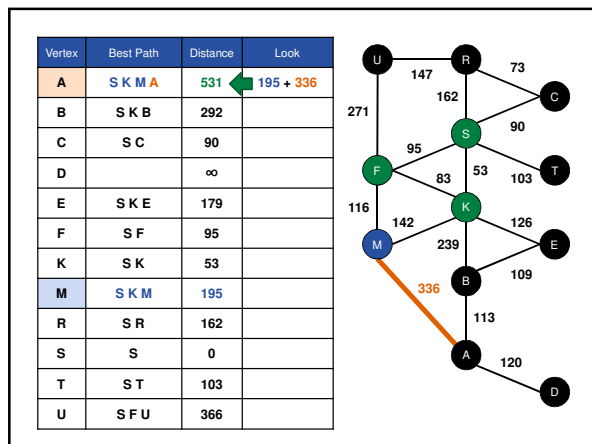 Vertex Best Path Distance Look
A S K M A 531 195 + 336
B S K B 292
C S C 90
D ∞
E S K E 179
F S F 95
K S K 53
M S K M 195
R S R 162
S S 0
T S T 103
U S F U 366
U R
147 73
C
271 162
90
S
95
F 53 103 T
83
K
116 142 126
M 239 E
109
336 B
113
A
120
D